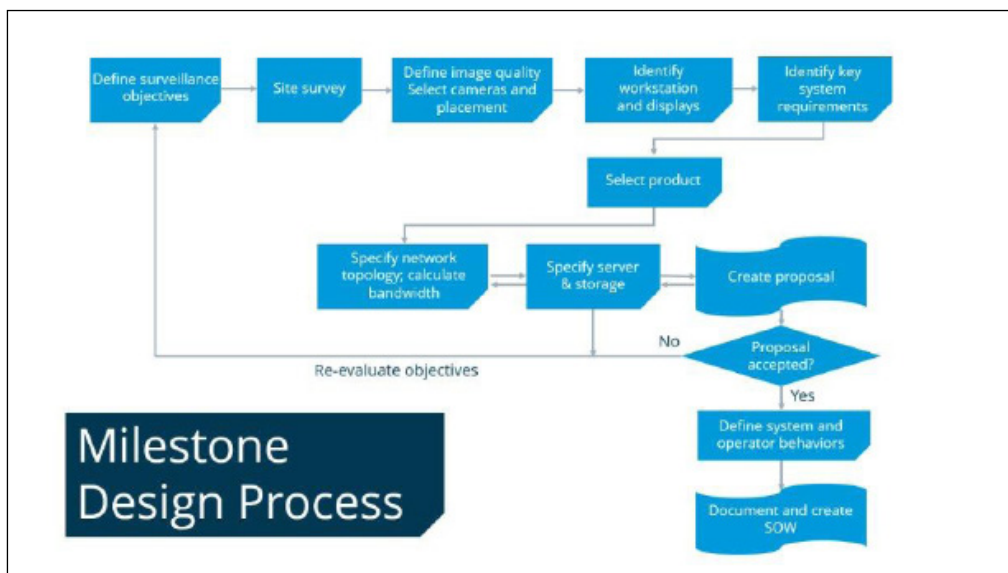 Define surveillance
objectives
Site survey
Define image quality
Select cameras and
placement
Identify
workstation
and displays
Identify key
system
requirements
Select product
Specify network
topology; calculate
bandwidth
Specify server
& storage
Create proposal
No
Proposal
accepted?
Re-evaluate objectives
Yes
Define system and
operator behaviors
Milestone
Design Process
Document and create
SOW